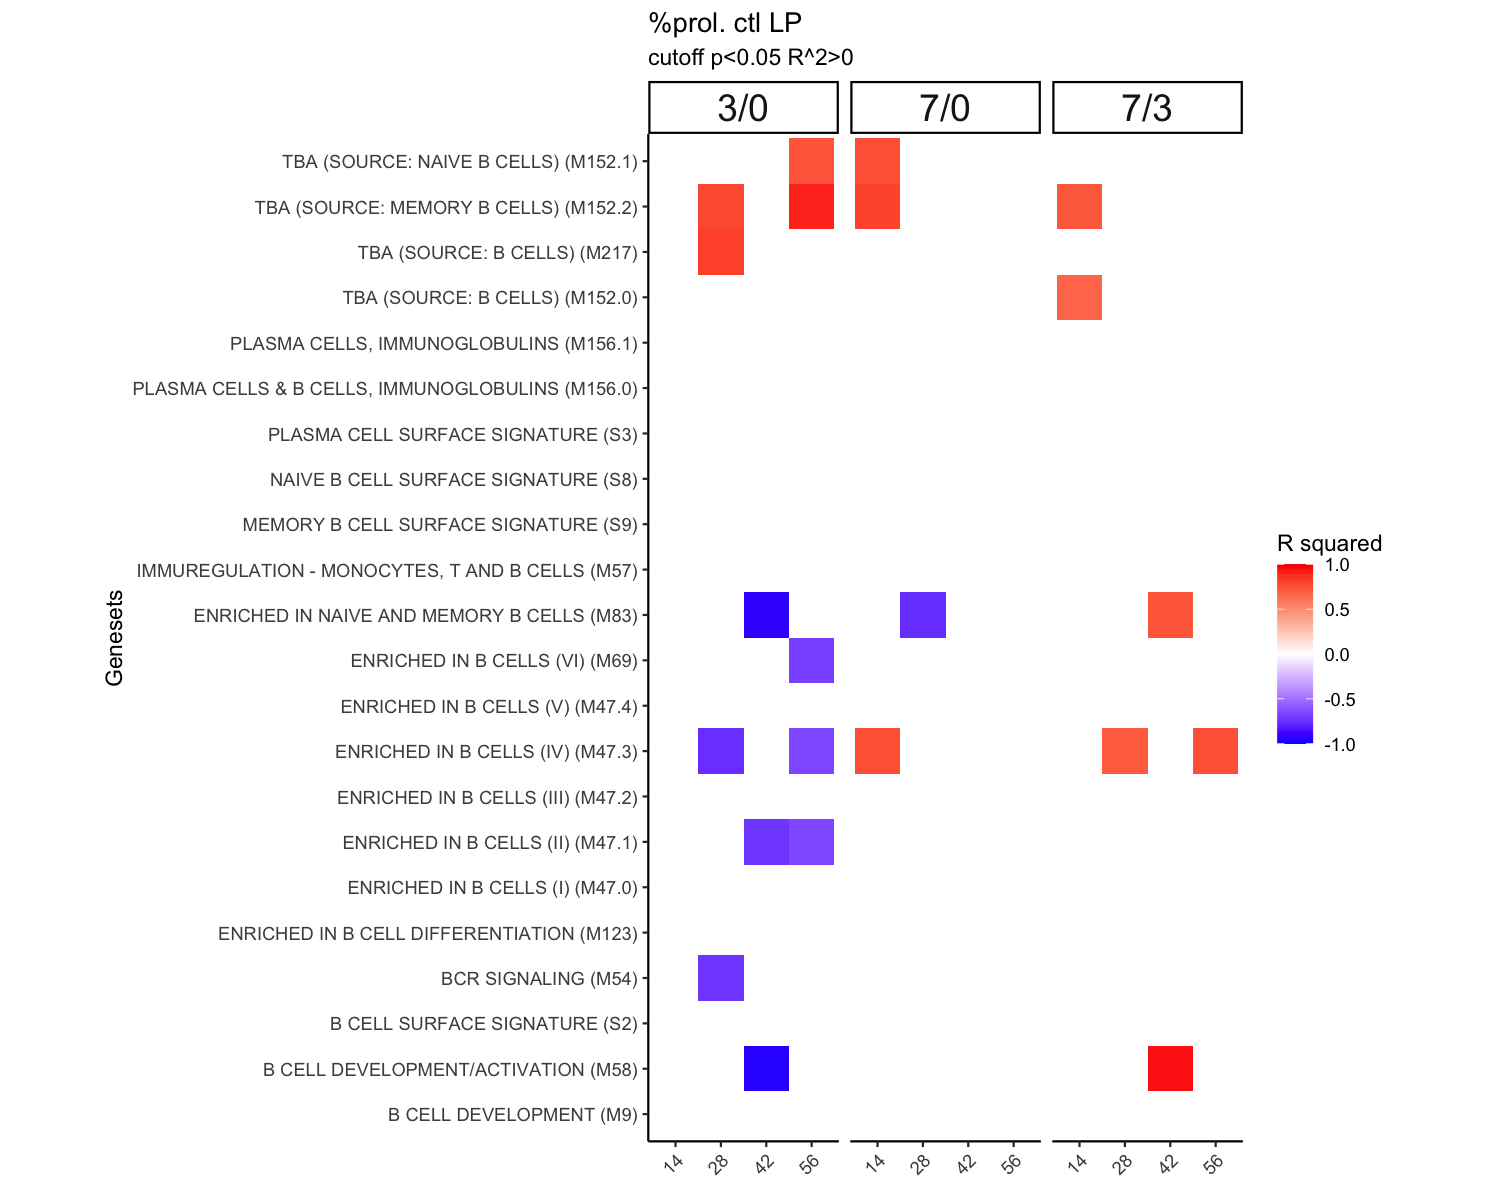 %prol. ctl LP
cutoff p<0.05 R^2>0
3/0 7/0 7/3
TBA (SOURCE: NAIVE B CELLS) (M152.1)
TBA (SOURCE: MEMORY B CELLS) (M152.2)
TBA (SOURCE: B CELLS) (M217)
TBA (SOURCE: B CELLS) (M152.0)
PLASMA CELLS, IMMUNOGLOBULINS (M156.1)
PLASMA CELLS & B CELLS, IMMUNOGLOBULINS (M156.0)
PLASMA CELL SURFACE SIGNATURE (S3)
NAIVE B CELL SURFACE SIGNATURE (S8)
MEMORY B CELL SURFACE SIGNATURE (S9)
IMMUREGULATION - MONOCYTES, T AND B CELLS (M57)
ENRICHED IN NAIVE AND MEMORY B CELLS (M83)
ENRICHED IN B CELLS (VI) (M69)
ENRICHED IN B CELLS (V) (M47.4)
ENRICHED IN B CELLS (IV) (M47.3)
ENRICHED IN B CELLS (III) (M47.2)
ENRICHED IN B CELLS (II) (M47.1)
ENRICHED IN B CELLS (I) (M47.0)
ENRICHED IN B CELL DIFFERENTIATION (M123)
BCR SIGNALING (M54)
B CELL SURFACE SIGNATURE (S2)
B CELL DEVELOPMENT/ACTIVATION (M58)
B CELL DEVELOPMENT (M9)
Genesets
14 28 42 56 14 28 42 56 14 28 42 56
R squared
1.0
0.5
0.0
-0.5
-1.0